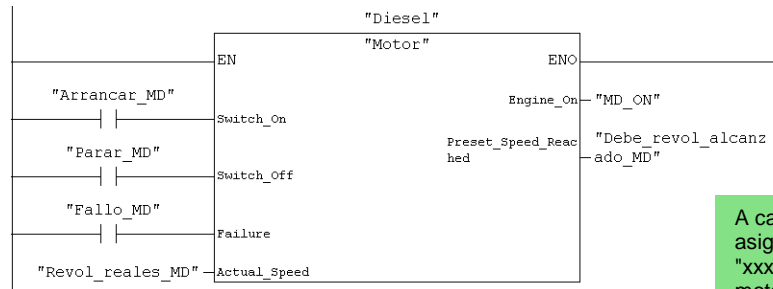 "Diesel"
"Motor"
EN
ENO
"Arrancar_MD"
Switch_On
Engine_On
"MD_ON"
"Parar_MD"
Switch_Off
Preset_Speed_Reac
hed
"Debe_revol_alcanz
ado_MD"
"Fallo_MD"
Failure
"Revol_reales_MD"
Actual_Speed
A ca
asig
"xxx